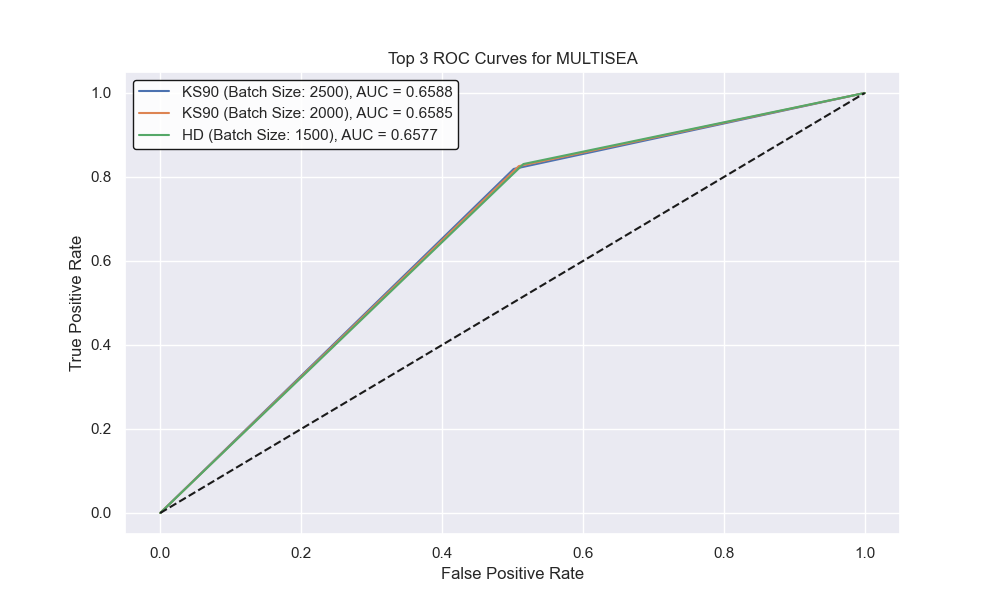 Top 3 ROC Curves for MULTISEA
KS90 (Batch Size: 2500), AUC = 0.6588
KS90 (Batch Size: 2000), AUC = 0.6585
HD (Batch Size: 1500), AUC = 0.6577
1.0
0.8
0.6
0.4
0.2
0.0
True Positive Rate
0.0 0.2 0.4 0.6 0.8 1.0
False Positive Rate